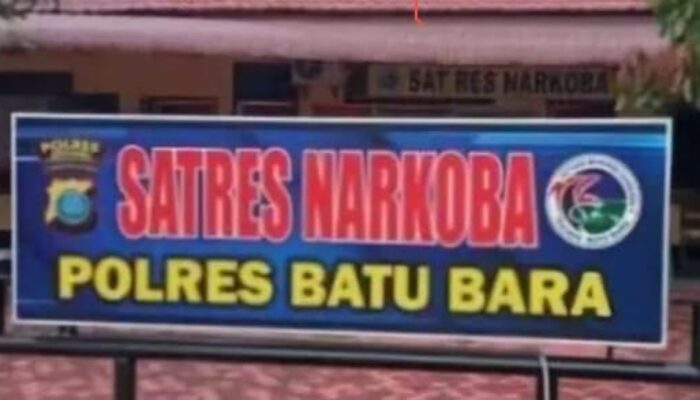 SAT RES NARKOBA
POLRES
SATRES NARKOBA
POLRES BATU BARA